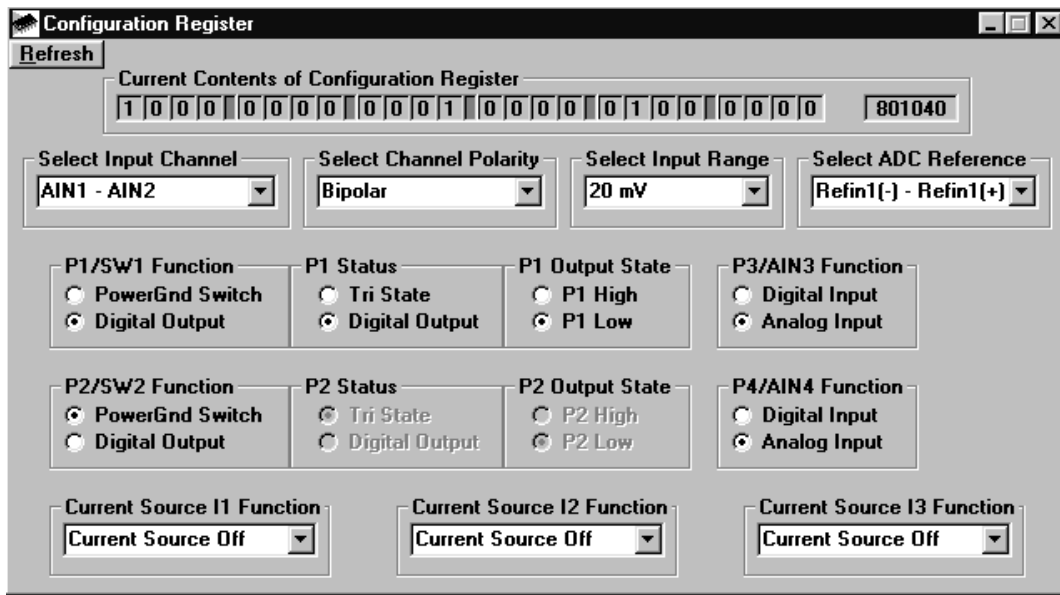 Configuration Register
Refresh
Current Contents of Configuration Register
1 0 0 0 0 0 0 0 0 0 0 1 0 0 0 0 0 1 0 0 0 0 0 0 801040
Select Input Channel Select Channel Polarity Select Input Range Select ADC Reference
AIN1 - AIN2 Bipolar 20 mV Refin1(-) - Refin1(+)
P1/SW1 Function P1 Status P1 Output State P3/AIN3 Function
PowerGnd Switch Tri State P1 High Digital Input
Digital Output Digital Output P1 Low Analog Input
P2/SW2 Function P2 Status P2 Output State P4/AIN4 Function
PowerGnd Switch Tri State P2 High Digital Input
Digital Output Digital Output P2 Low Analog Input
Current Source I1 Function Current Source I2 Function Current Source I3 Function
Current Source Off Current Source Off Current Source Off